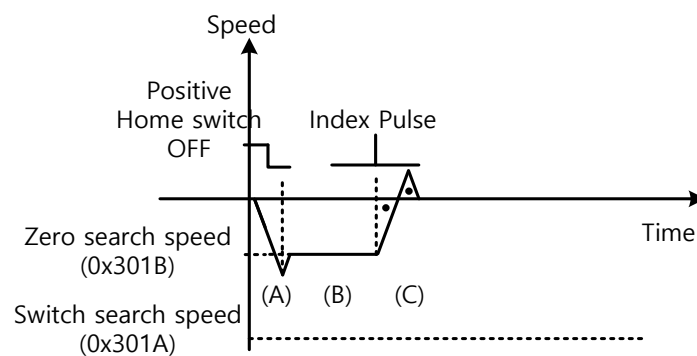 Speed
Positive
Home switch
OFF
Index Pulse
Time
Zero search speed
(0x301B)
(A)
(B)
(C)
Switch search speed
(0x301A)